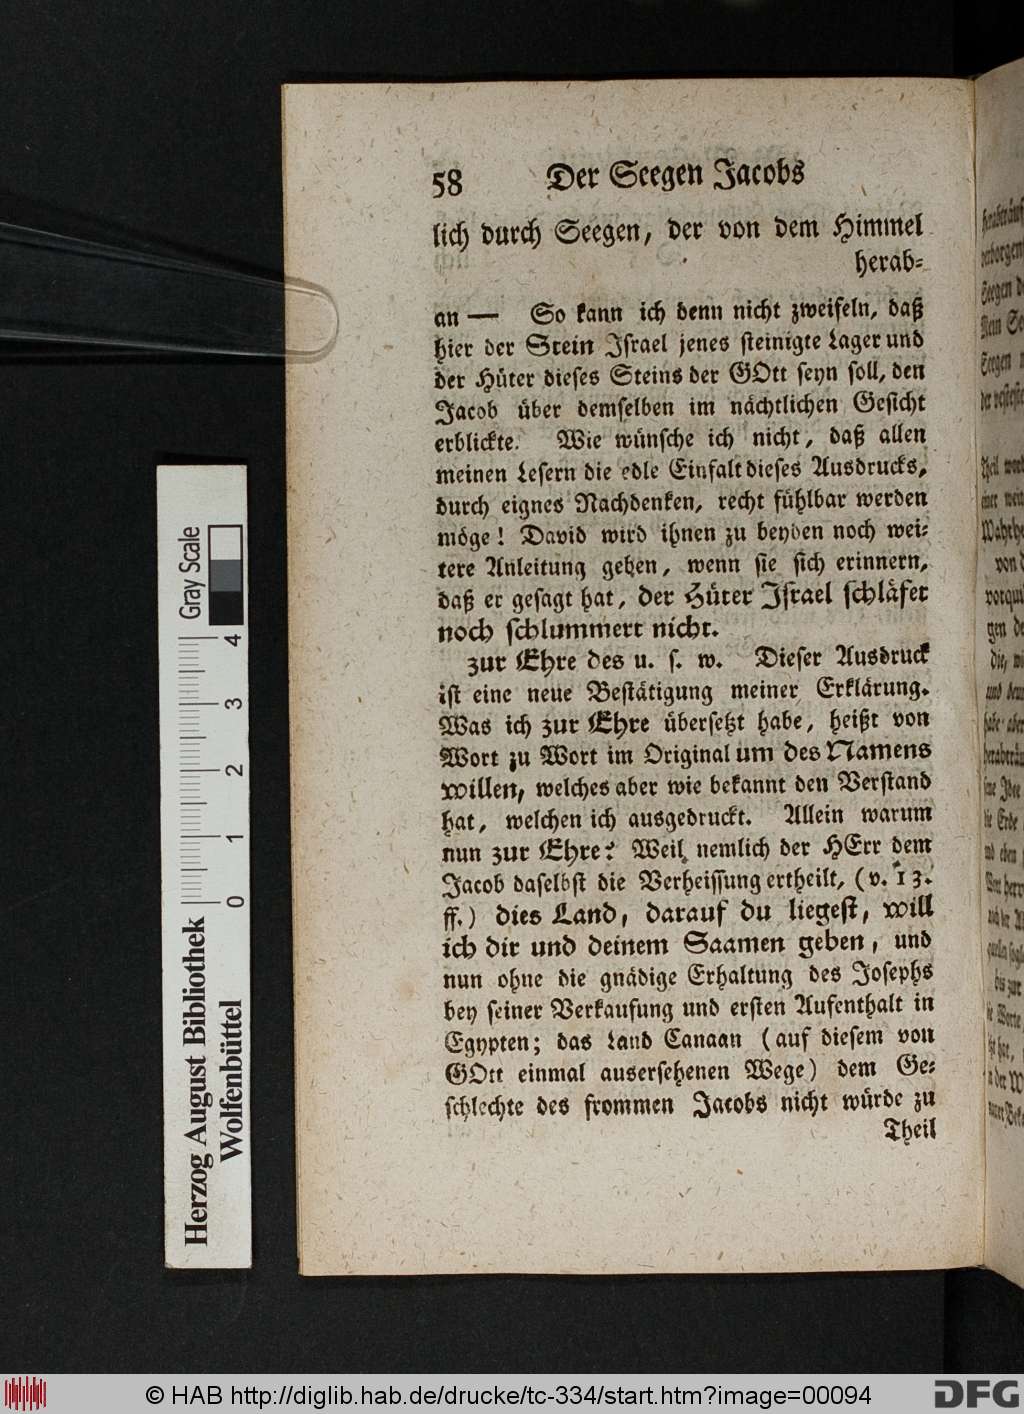 58 Der Seegen Jacobs
lich durch Seegen, der von dem Himmel
herab-
an — So kann ich denn nicht zweifeln, daß
hier der Stein Israel jenes steinigte Lager und
der Hüter dieses Steins der GOtt seyn soll, den
Jacob über demselben im nächtlichen Gesicht
erblickte. Wie wünsche ich nicht, daß allen
meinen Lesern die edle Einfalt dieses Ausdrucks,
durch eignes Nachdenken, recht fühlbar werden
möge! David wird ihnen zu beyden noch wei-
tere Anleitung geben, wenn sie sich erinnern,
daß er gesagt hat, der Hüter Israel schläfet
noch schlummert nicht.
zur Ehre des u. s. w. Dieser Ausdruck
ist eine neue Bestätigung meiner Erklärung.
Was ich zur Ehre übersetzt habe, heißt von
Wort zu Wort im Original um des Namens
willen, welches aber wie bekannt den Verstand
hat, welchen ich ausgedruckt. Allein warum
nun zur Ehre? Weil nemlich der HErr dem
Jacob daselbst die Verheissung ertheilt, (v. 13.
ff.) dies Land, darauf du liegest, will
ich dir und deinem Saamen geben, und
nun ohne die gnädige Erhaltung des Josephs
bey seiner Verkaufung und ersten Aufenthalt in
Egypten; das Land Canaan (auf diesem von
GOtt einmal ausersehenen Wege) dem Ge-
schlechte des frommen Jacobs nicht würde zu
Theil
Gray Scale
0 1 2 3 4
Herzog August Bibliothek
Wolfenbüttel
© HAB http://diglib.hab.de/drucke/tc-334/start.htm?image=00094
DFG